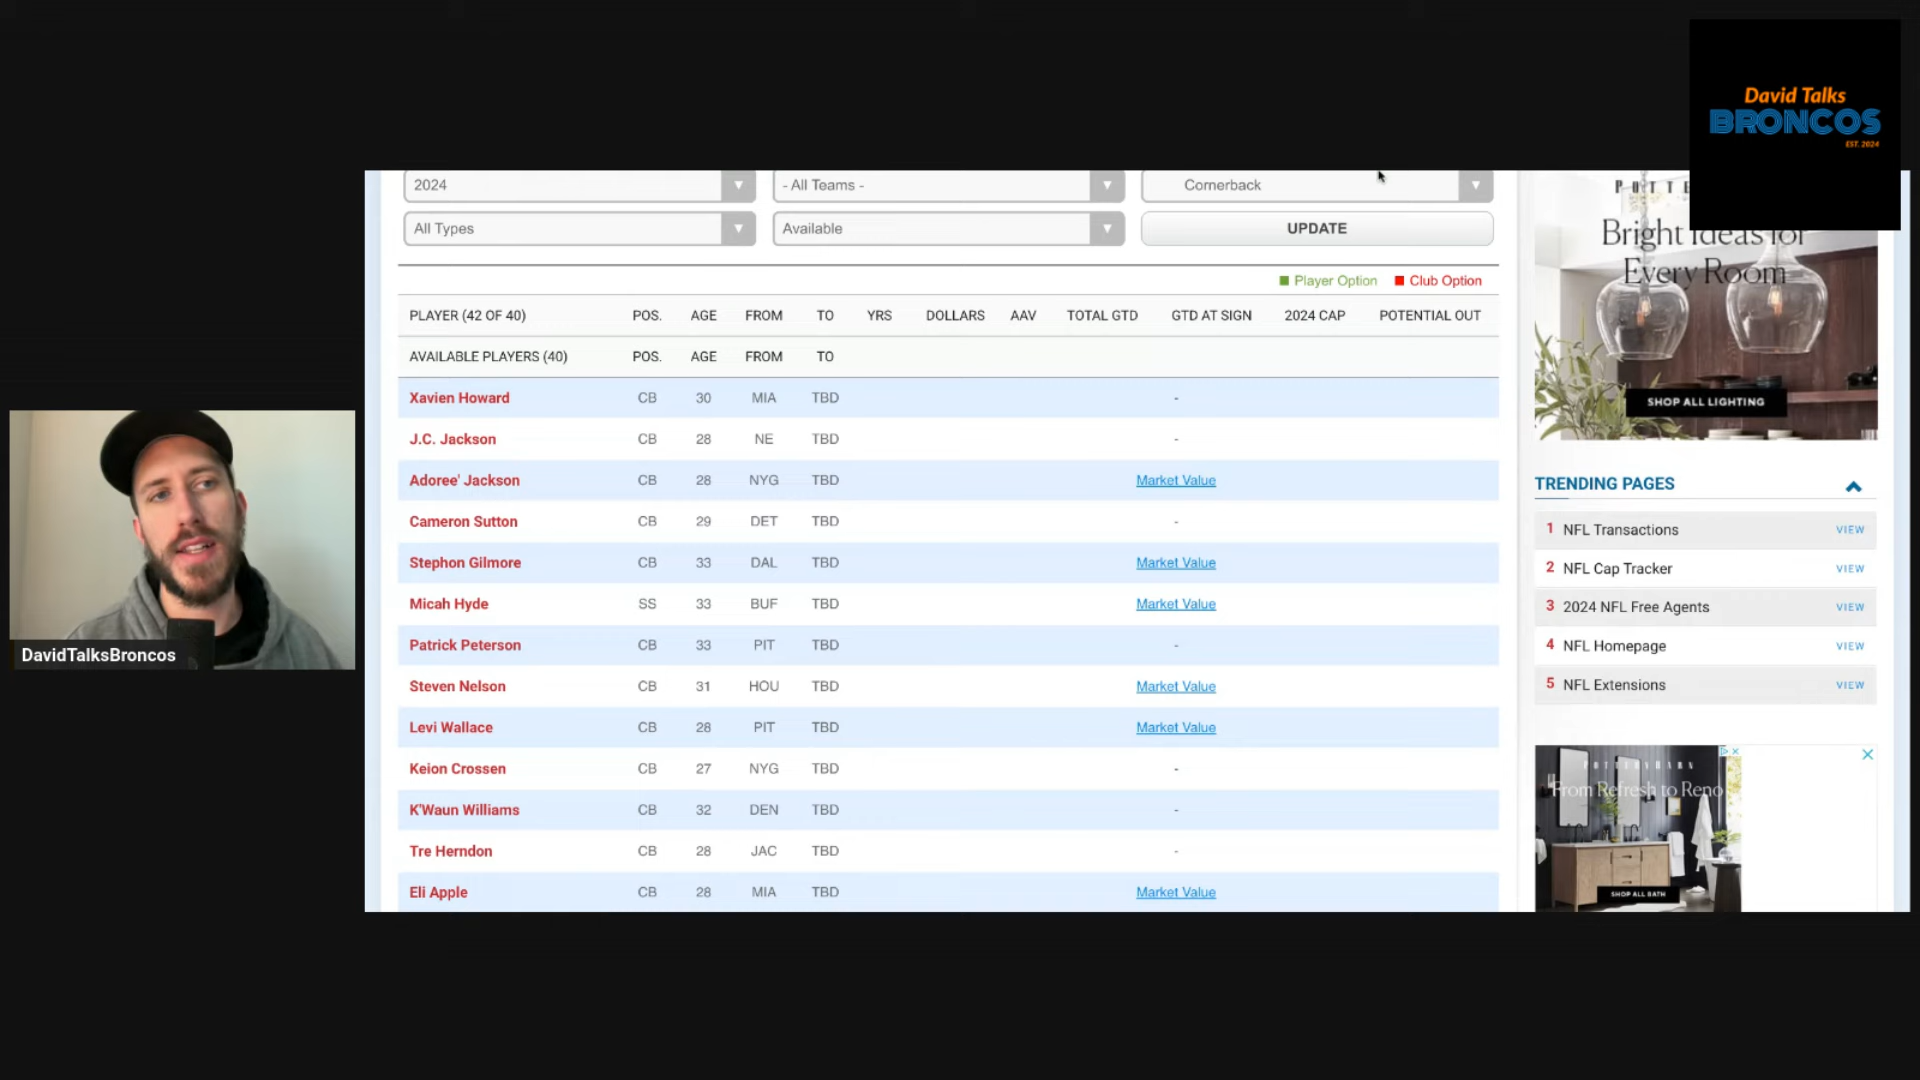 David Talks
BRONCOS
EST. 2024
2024
- All Teams -
Cornerback
All Types
Available
UPDATE
Player Option
Club Option
PLAYER (42 OF 40) POS. AGE FROM TO YRS DOLLARS AAV TOTAL GTD GTD AT SIGN 2024 CAP POTENTIAL OUT
AVAILABLE PLAYERS (40) POS. AGE FROM TO
Xavien Howard CB 30 MIA TBD -
J.C. Jackson CB 28 NE TBD -
Adoree' Jackson CB 28 NYG TBD Market Value
Cameron Sutton CB 29 DET TBD -
Stephon Gilmore CB 33 DAL TBD Market Value
Micah Hyde SS 33 BUF TBD Market Value
Patrick Peterson CB 33 PIT TBD -
Steven Nelson CB 31 HOU TBD Market Value
Levi Wallace CB 28 PIT TBD Market Value
Keion Crossen CB 27 NYG TBD -
K'Waun Williams CB 32 DEN TBD -
Tre Herndon CB 28 JAC TBD -
Eli Apple CB 28 MIA TBD Market Value
DavidTalksBroncos
Bright Ideas for
Every Room
SHOP ALL LIGHTING
TRENDING PAGES
1 NFL Transactions VIEW
2 NFL Cap Tracker VIEW
3 2024 NFL Free Agents VIEW
4 NFL Homepage VIEW
5 NFL Extensions VIEW
POTTERY BARN
From Refresh to Reno
SHOP ALL BATH